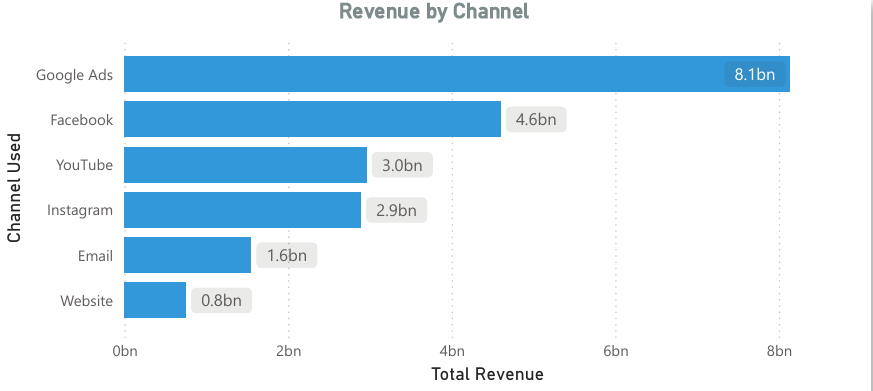 Revenue by Channel
Channel Used
Google Ads 8.1bn
Facebook 4.6bn
YouTube 3.0bn
Instagram 2.9bn
Email 1.6bn
Website 0.8bn
0bn 2bn 4bn 6bn 8bn
Total Revenue